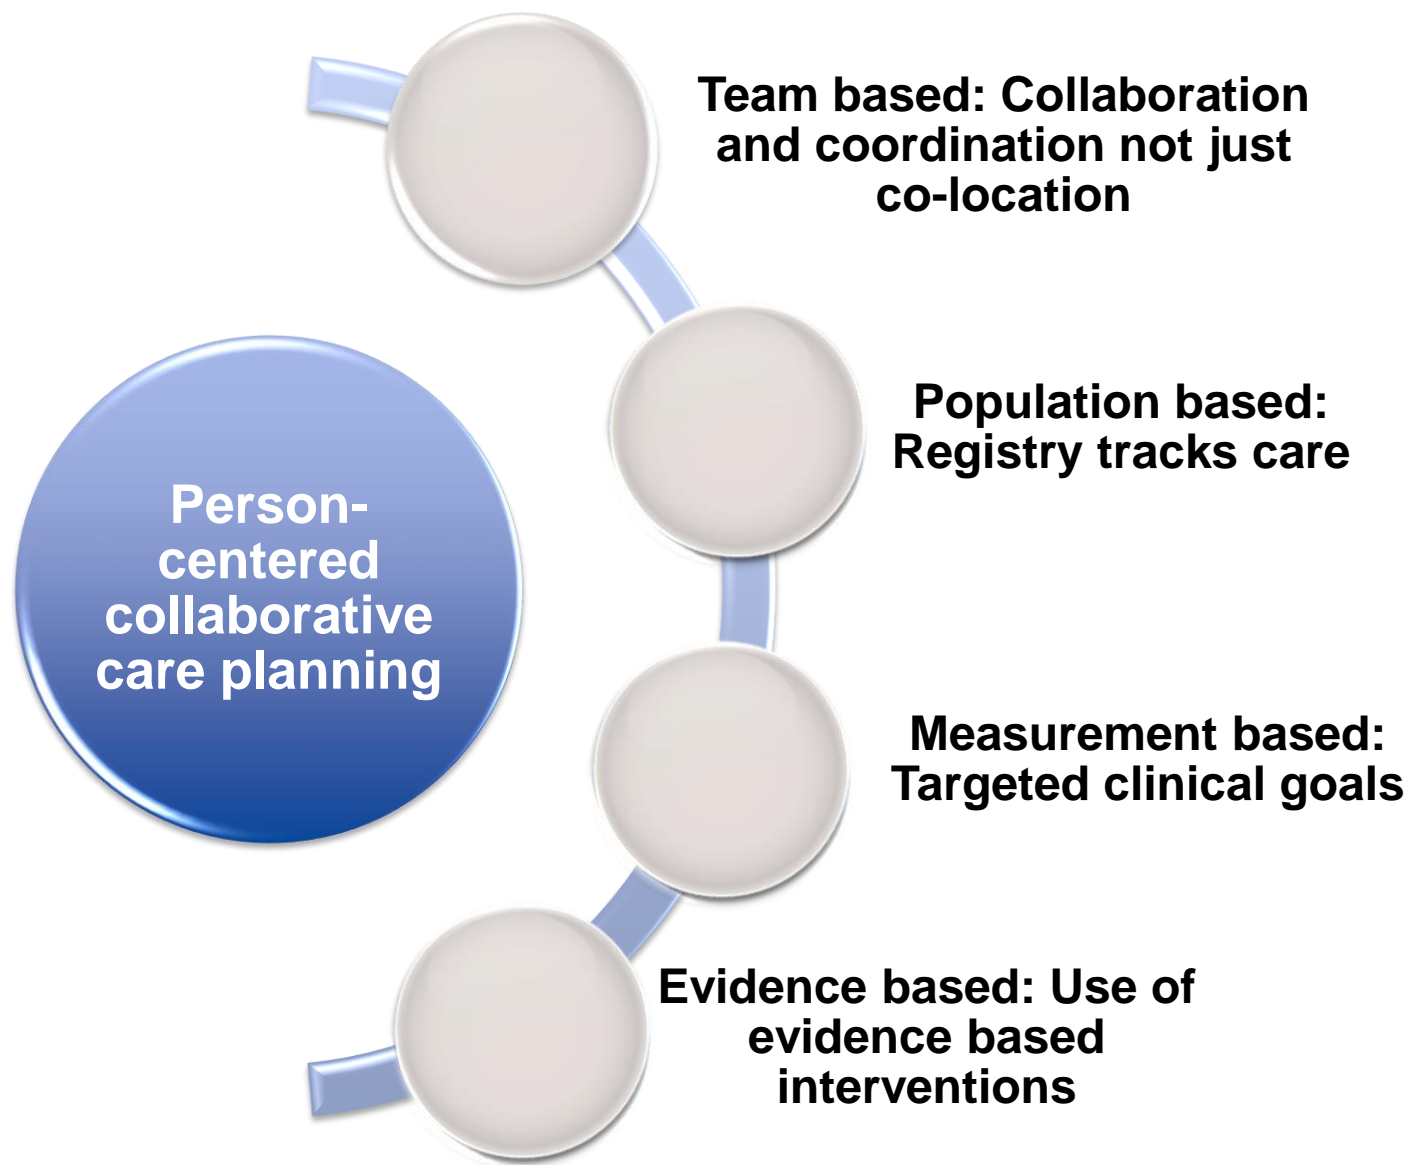 Team based: Collaboration
and coordination not just
co-location
Population based:
Registry tracks care
Person-
centered
collaborative
care planning
Measurement based:
Targeted clinical goals
Evidence based: Use of
evidence based
interventions